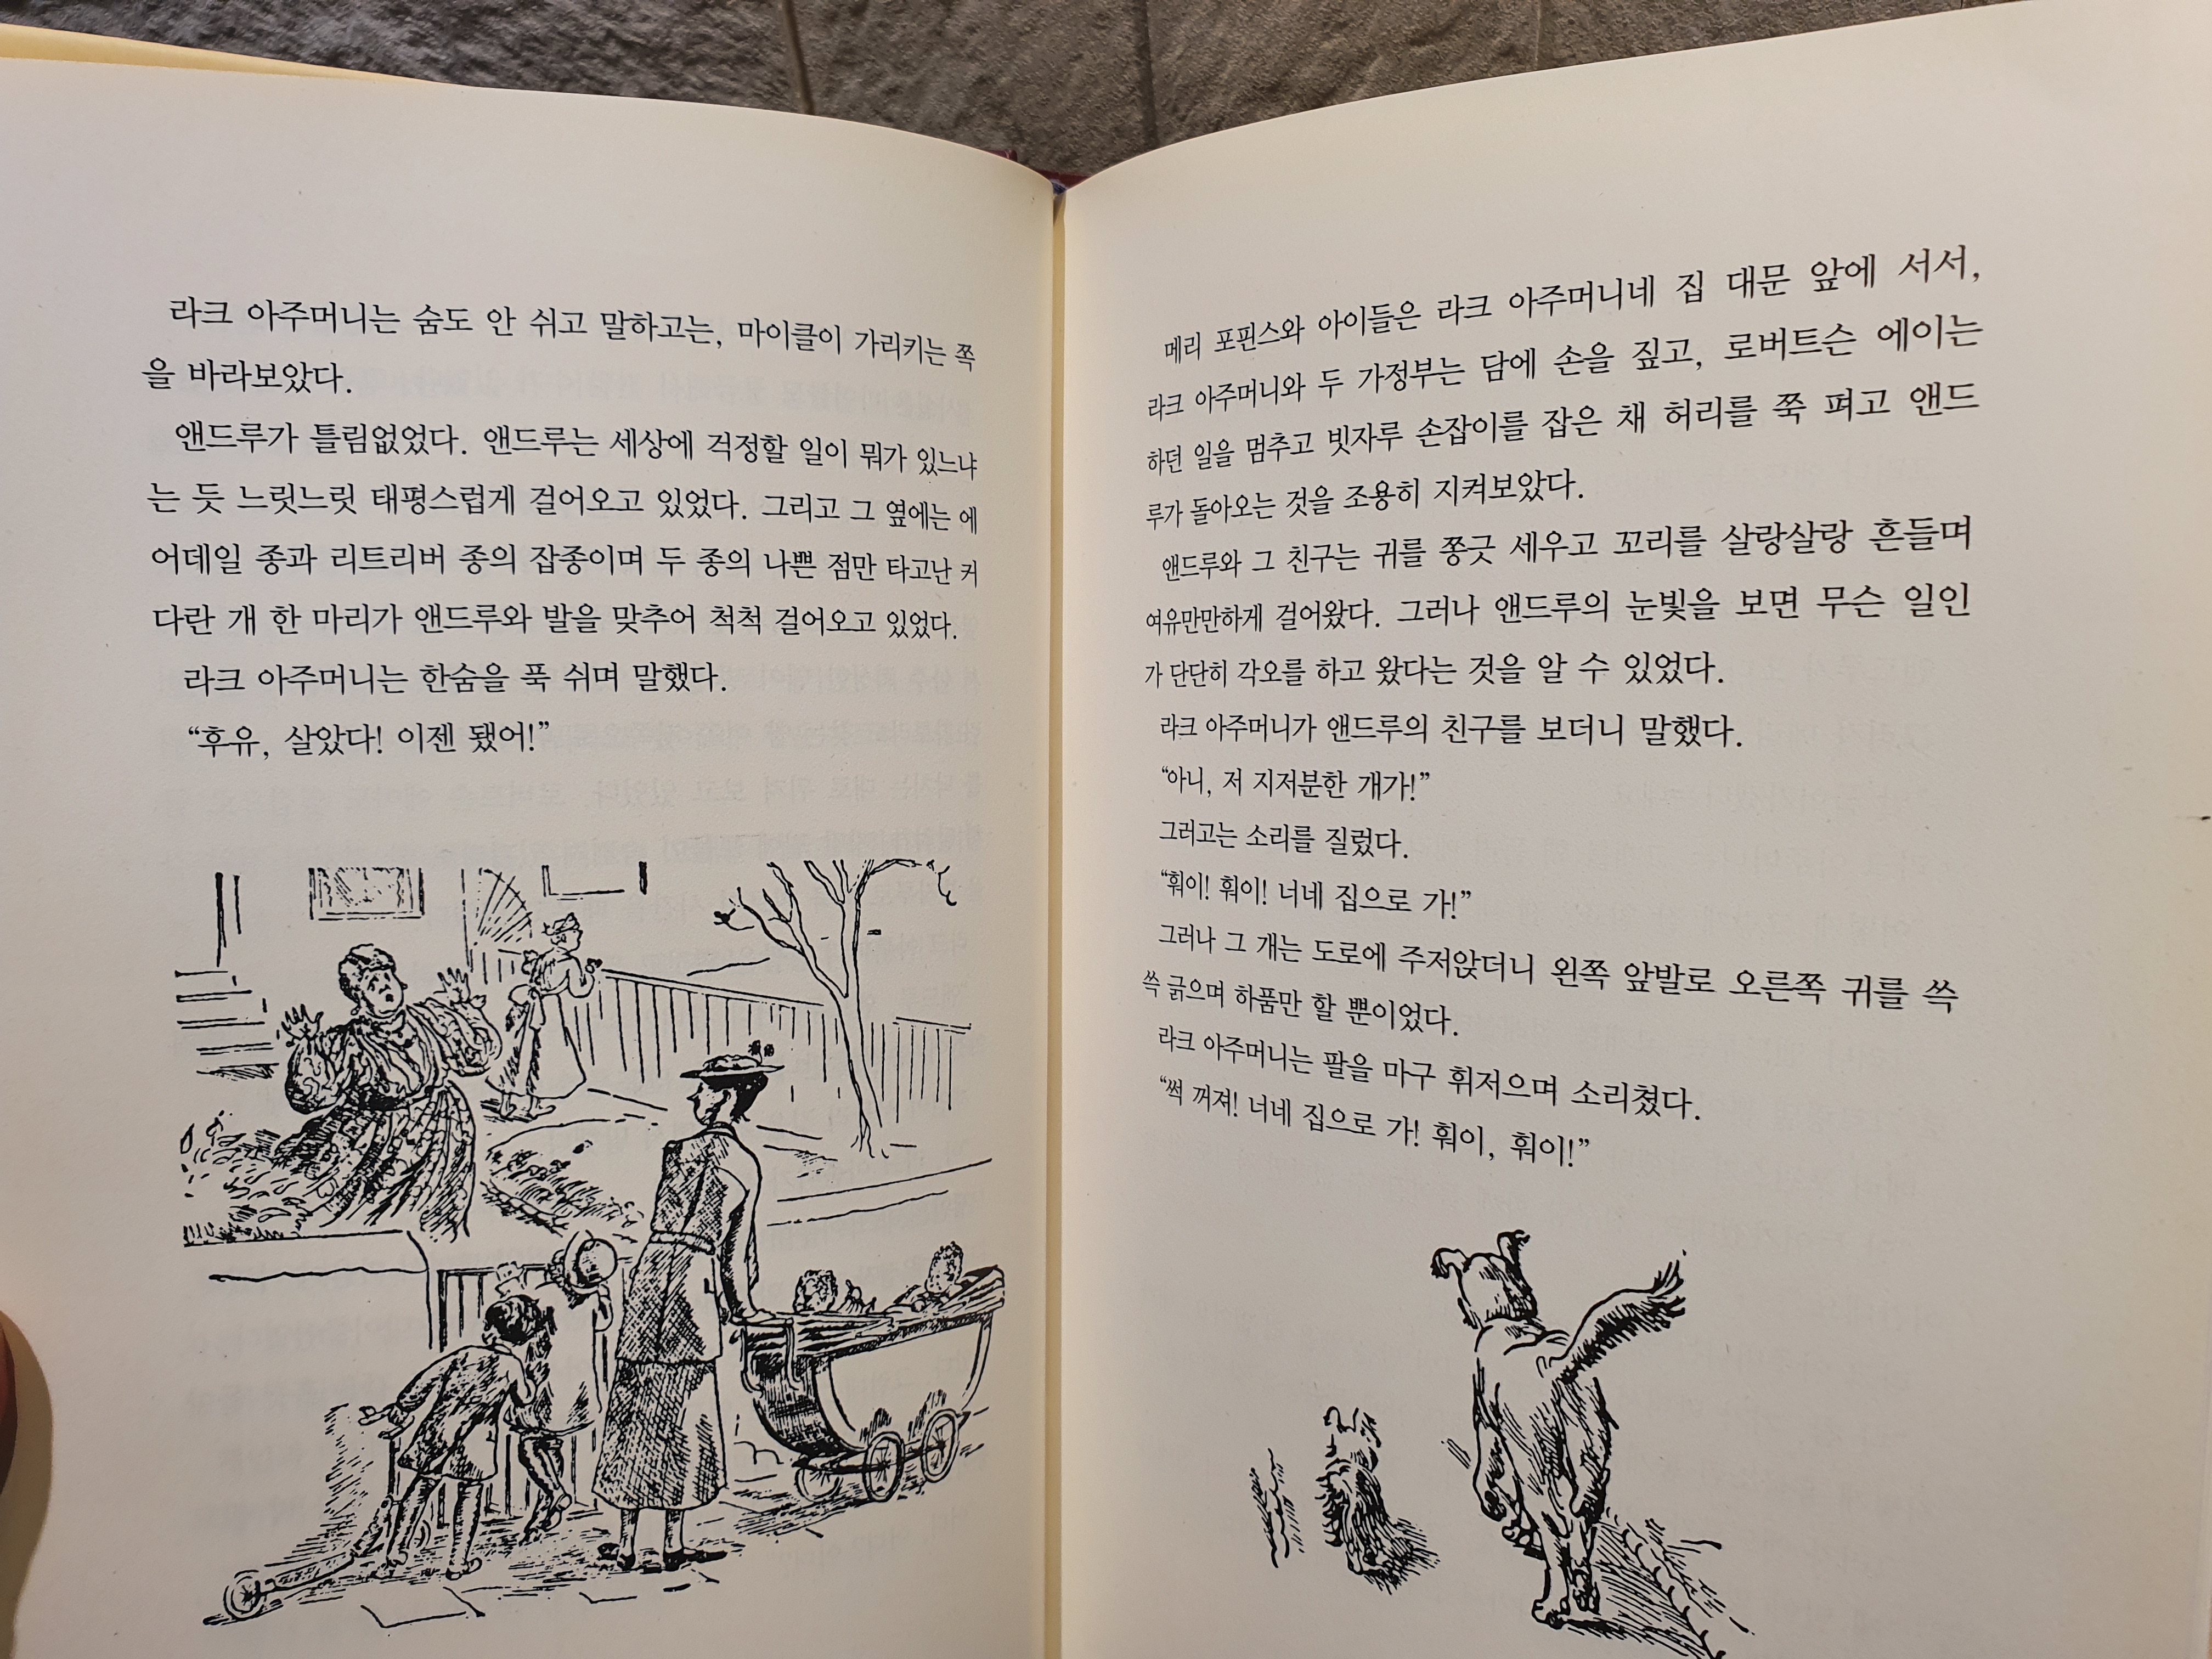 라크 아주머니는 숨도 안 쉬고 말하고는, 마이클이 가리키는 쪽
을 바라보았다.
앤드루가 틀림없었다. 앤드루는 세상에 걱정할 일이 뭐가 있느냐
는 듯 느릿느릿 태평스럽게 걸어오고 있었다. 그리고 그 옆에는 에
어데일 종과 리트리버 종의 잡종이며 두 종의 나쁜 점만 타고난 커
다란 개 한 마리가 앤드루와 발을 맞추어 척척 걸어오고 있었다.
라크 아주머니는 한숨을 푹 쉬며 말했다.
“후유, 살았다! 이젠 됐어!”
메리 포핀스와 아이들은 라크 아주머니네 집 대문 앞에 서서,
라크 아주머니와 두 가정부는 담에 손을 짚고, 로버트슨 에이는
하던 일을 멈추고 빗자루 손잡이를 잡은 채 허리를 쭉 펴고 앤드
루가 돌아오는 것을 조용히 지켜보았다.
앤드루와 그 친구는 귀를 쫑긋 세우고 꼬리를 살랑살랑 흔들며
여유만만하게 걸어왔다. 그러나 앤드루의 눈빛을 보면 무슨 일인
가 단단히 각오를 하고 왔다는 것을 알 수 있었다.
라크 아주머니가 앤드루의 친구를 보더니 말했다.
“아니, 저 지저분한 걔가!”
그러고는 소리를 질렀다.
“훠이! 훠이! 너네 집으로 가!”
그러나 그 개는 도로에 주저앉더니 왼쪽 앞발로 오른쪽 귀를 쓱
쓱 긁으며 하품만 할 뿐이었다.
라크 아주머니는 팔을 마구 휘저으며 소리쳤다.
“썩 꺼져! 너네 집으로 가! 훠이, 훠이!”